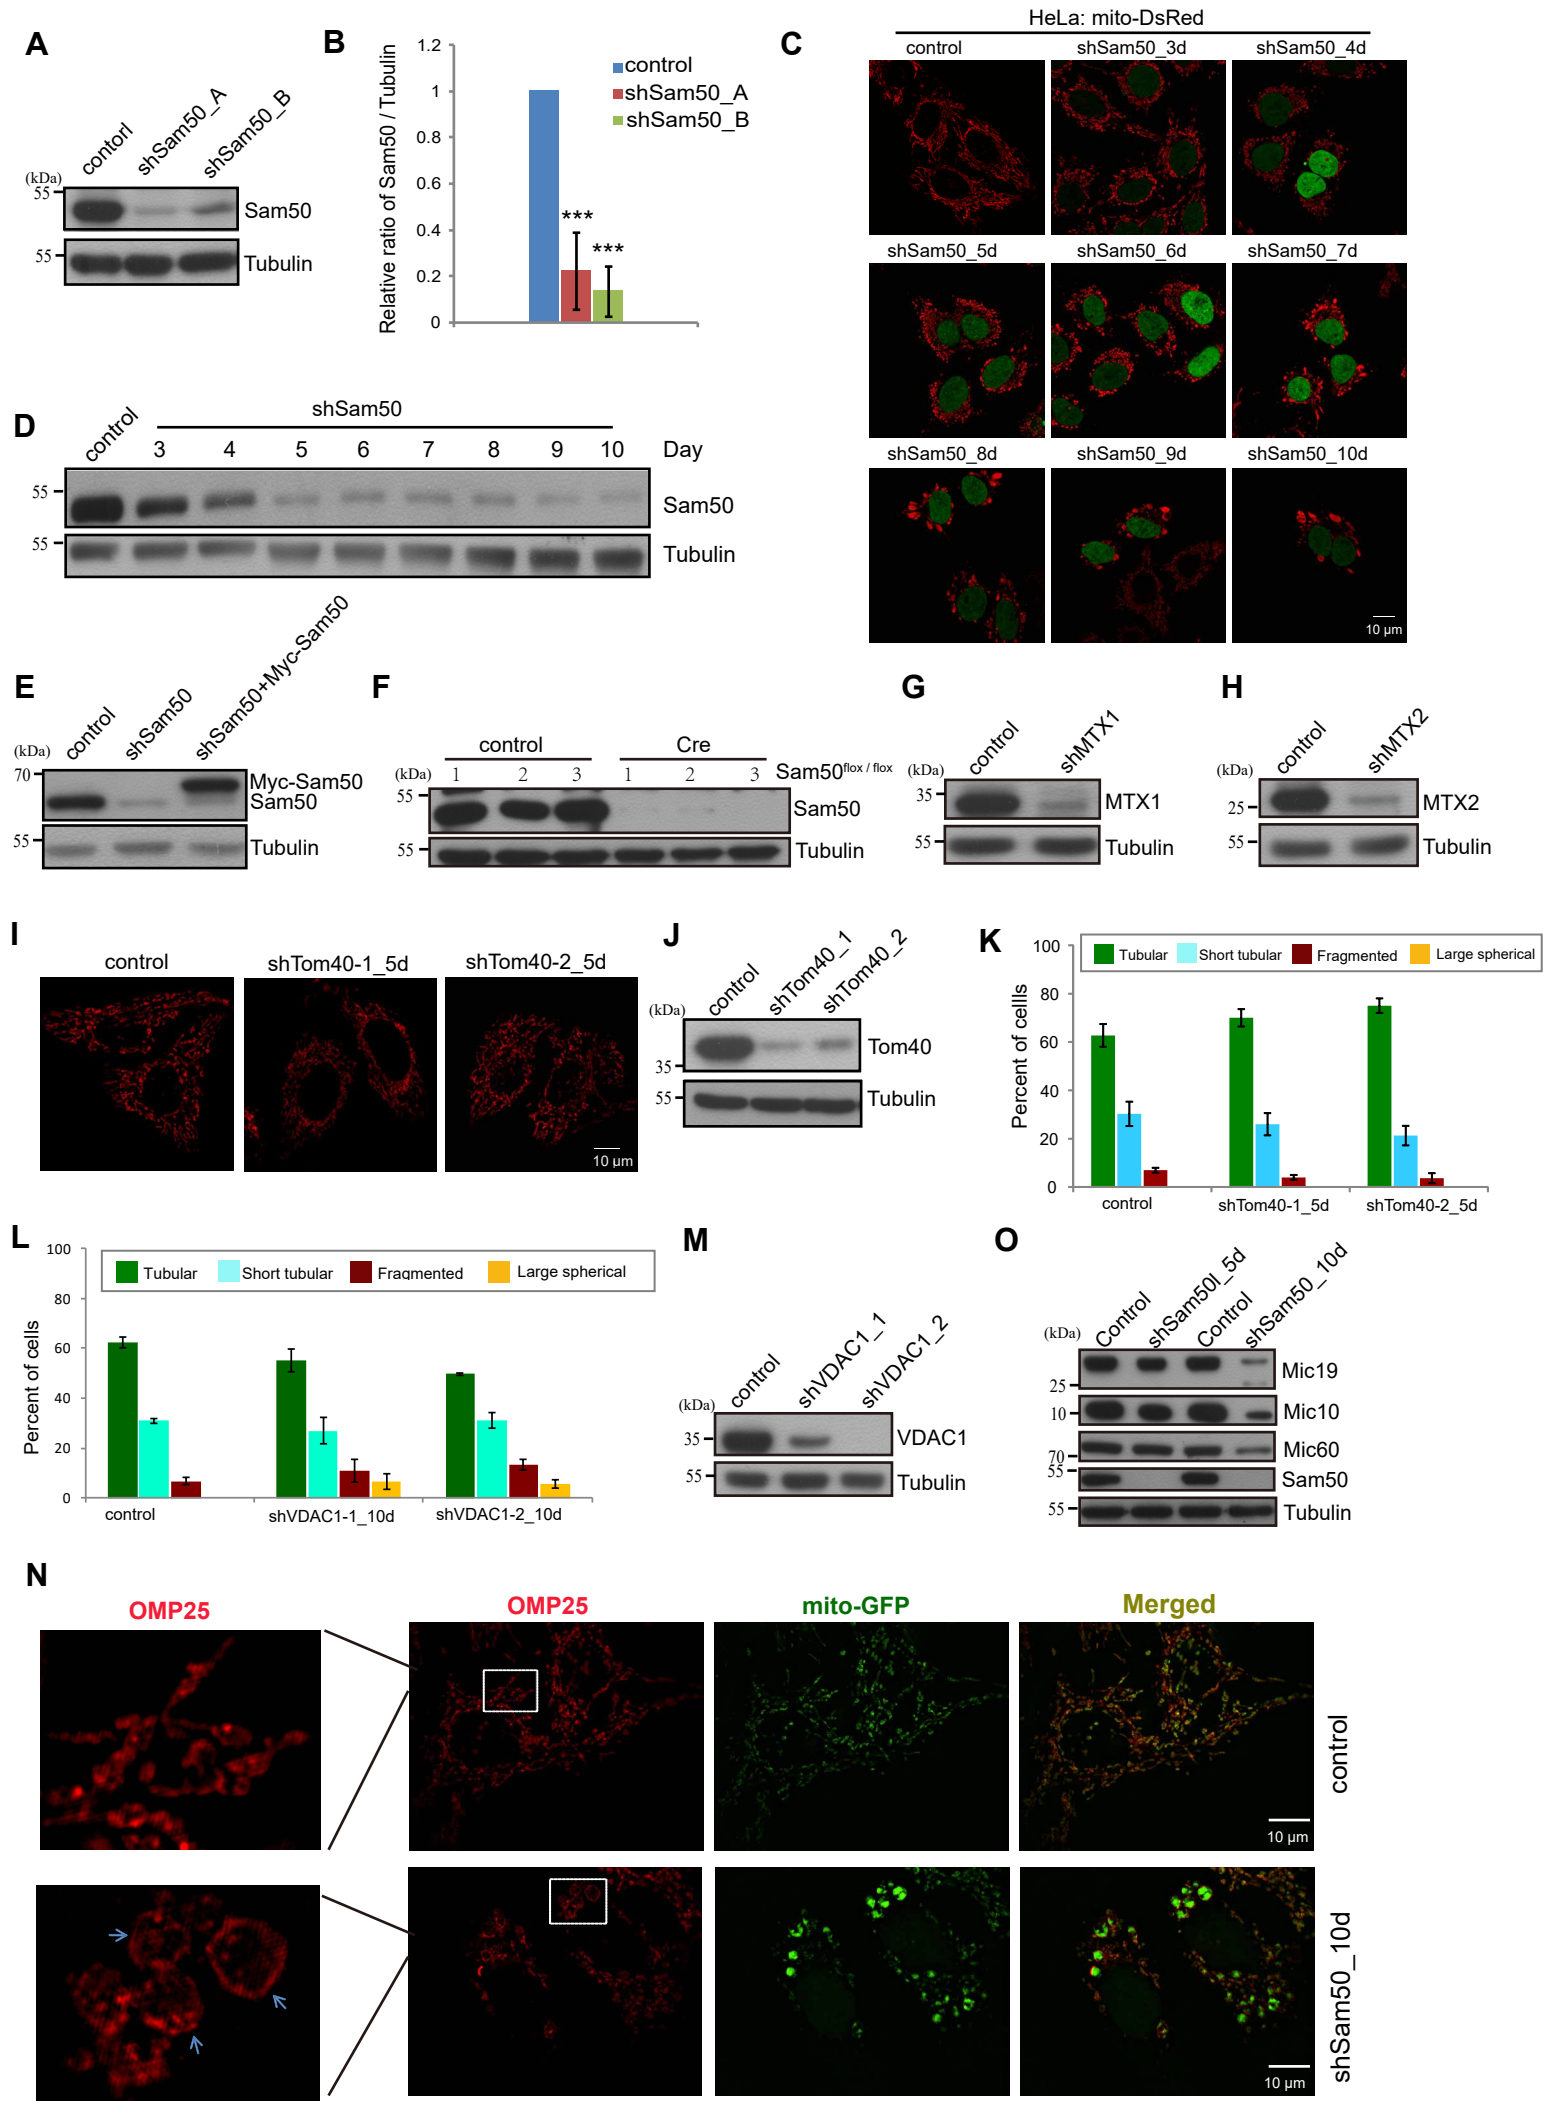 A
contorl
shSam50_A
shSam50_B
(kDa)
55
Sam50
55
Tubulin
B
Relative ratio of Sam50 / Tubulin
1.2
1
0.8
0.6
0.4
0.2
0
control
shSam50_A
shSam50_B
***
***
C
HeLa: mito-DsRed
control
shSam50_3d
shSam50_4d
shSam50_5d
shSam50_6d
shSam50_7d
shSam50_8d
shSam50_9d
shSam50_10d
10 μm
D
control
shSam50
3 4 5 6 7 8 9 10 Day
55
Sam50
55
Tubulin
E
control
shSam50
shSam50+Myc-Sam50
(kDa)
70
Myc-Sam50
Sam50
55
Tubulin
F
control
Cre
(kDa)
1 2 3 1 2 3
Sam50flox / flox
55
Sam50
55
Tubulin
G
control
shMTX1
(kDa)
35
MTX1
55
Tubulin
H
control
shMTX2
(kDa)
25
MTX2
55
Tubulin
I
control
shTom40-1_5d
shTom40-2_5d
10 μm
J
control
shTom40_1
shTom40_2
(kDa)
Tom40
35
55
Tubulin
K
Percent of cellls
100
80
60
40
20
0
Tubular
Short tubular
Fragmented
Large spherical
control
shTom40-1_5d
shTom40-2_5d
L
Percent of cells
100
80
60
40
20
0
Tubular
Short tubular
Fragmented
Large spherical
control
shVDAC1-1_10d
shVDAC1-2_10d
M
control
shVDAC1_1
shVDAC1_2
(kDa)
35
VDAC1
55
Tubulin
O
Control
shSam50l_5d
Control
shSam50_10d
(kDa)
Mic19
25
10
Mic10
Mic60
70
55
Sam50
55
Tubulin
N
OMP25
OMP25
mito-GFP
Merged
control
10 μm
shSam50_10d
10 μm